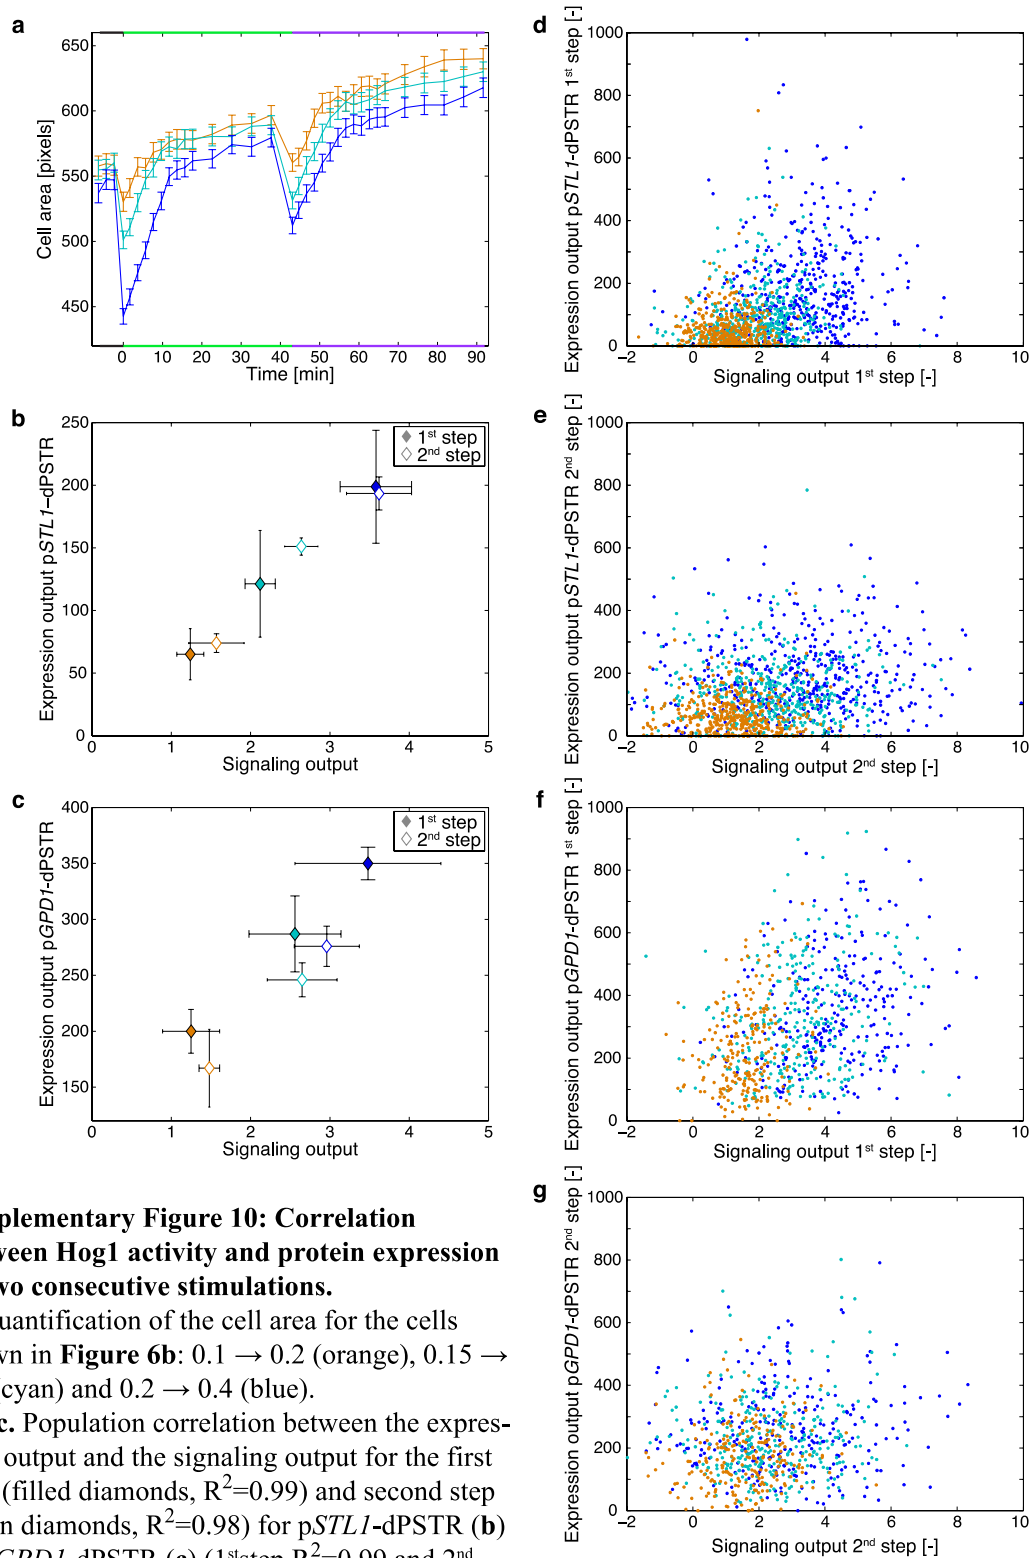 a
650
600
550
500
450
Cell area [pixels]
0 10 20 30 40 50 60 70 80 90
Time [min]
b
250
200
150
100
50
0
Expression output pSTL1–dPSTR
1st step
2nd step
0 1 2 3 4 5
Signaling output
c
400
350
300
250
200
150
Expression output pGPD1-dPSTR
1st step
2nd step
0 1 2 3 4 5
Signaling output
plementary Figure 10: Correlation
ween Hog1 activity and protein expression
wo consecutive stimulations.
uantification of the cell area for the cells
wn in Figure 6b: 0.1 → 0.2 (orange), 0.15 →
(cyan) and 0.2 → 0.4 (blue).
c. Population correlation between the expres-
output and the signaling output for the first
(filled diamonds, R²=0.99) and second step
n diamonds, R²=0.98) for pSTL1-dPSTR (b)
GPD1-dPSTR (c) (1st step R²=0.99 and 2nd
d
1000
800
600
400
200
0
Expression output pSTL1-dPSTR 1st step [-]
−2 0 2 4 6 8 10
Signaling output 1st step [-]
e
1000
800
600
400
200
0
Expression output pSTL1-dPSTR 2nd step [-]
−2 0 2 4 6 8 10
Signaling output 2nd step [-]
f
1000
800
600
400
200
0
Expression output pGPD1-dPSTR 1st step [-]
−2 0 2 4 6 8 10
Signaling output 1st step [-]
g
1000
800
600
400
200
0
Expression output pGPD1-dPSTR 2nd step [-]
−2 0 2 4 6 8 10
Signaling output 2nd step [-]